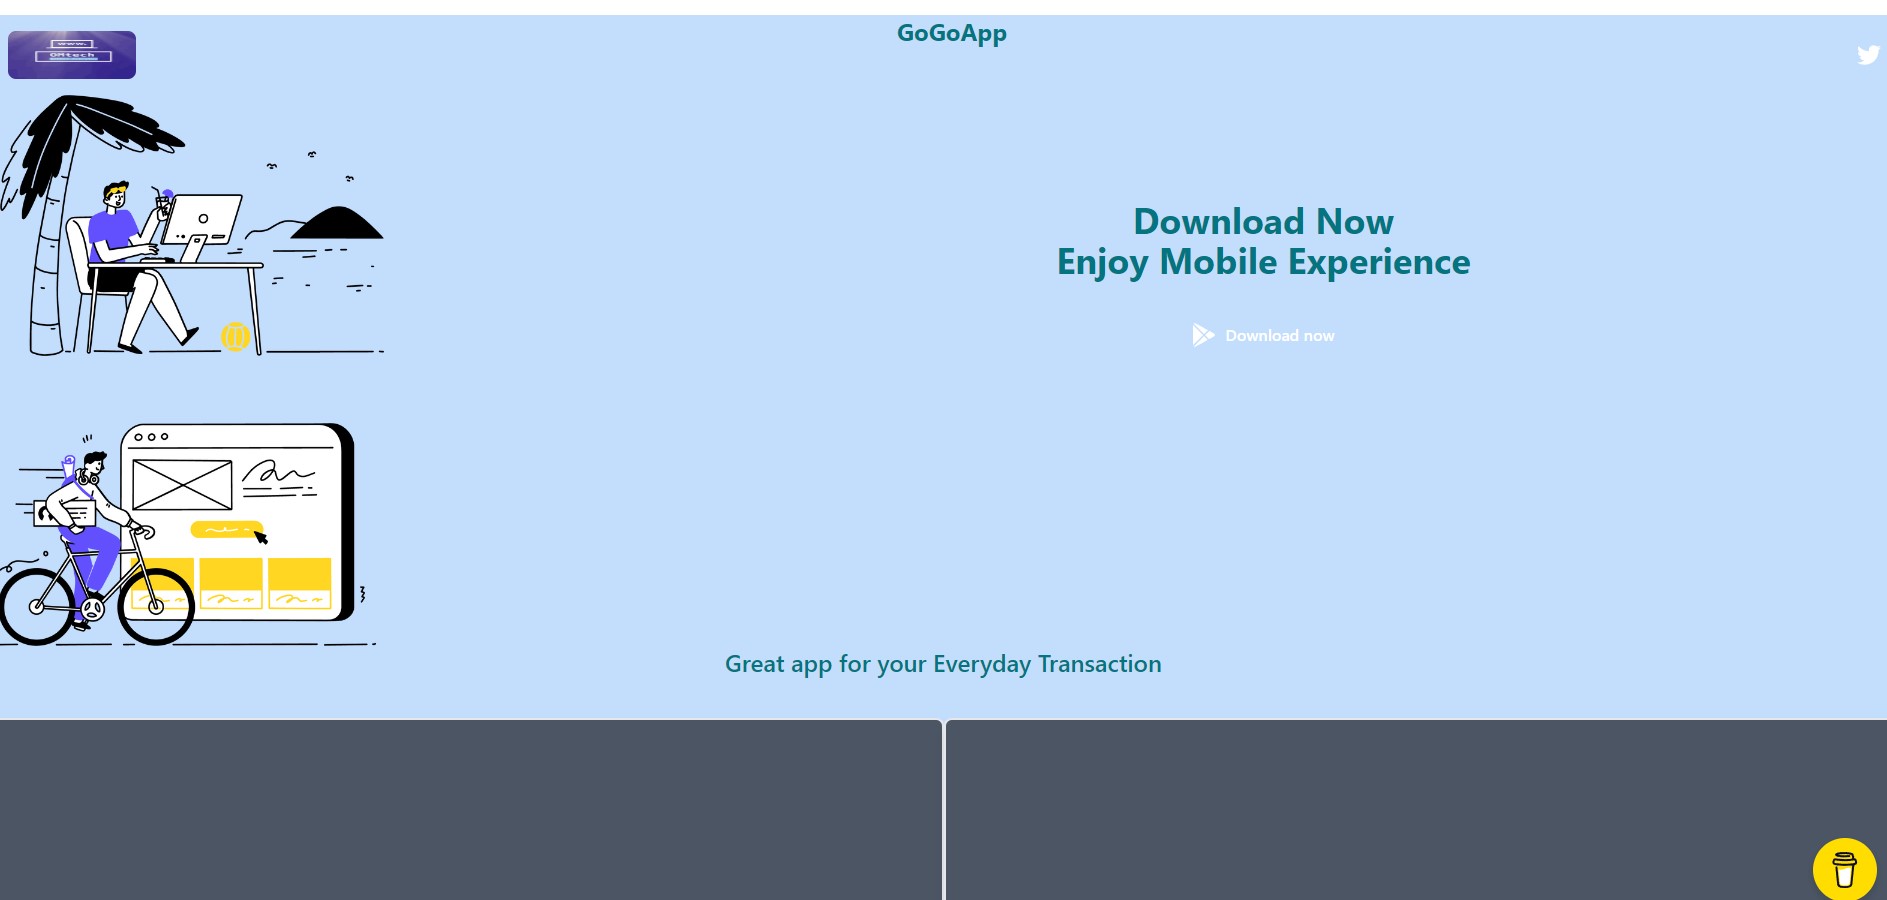 GoGoApp
www.
OMtech
Download Now
Enjoy Mobile Experience
Download now
Great app for your Everyday Transaction